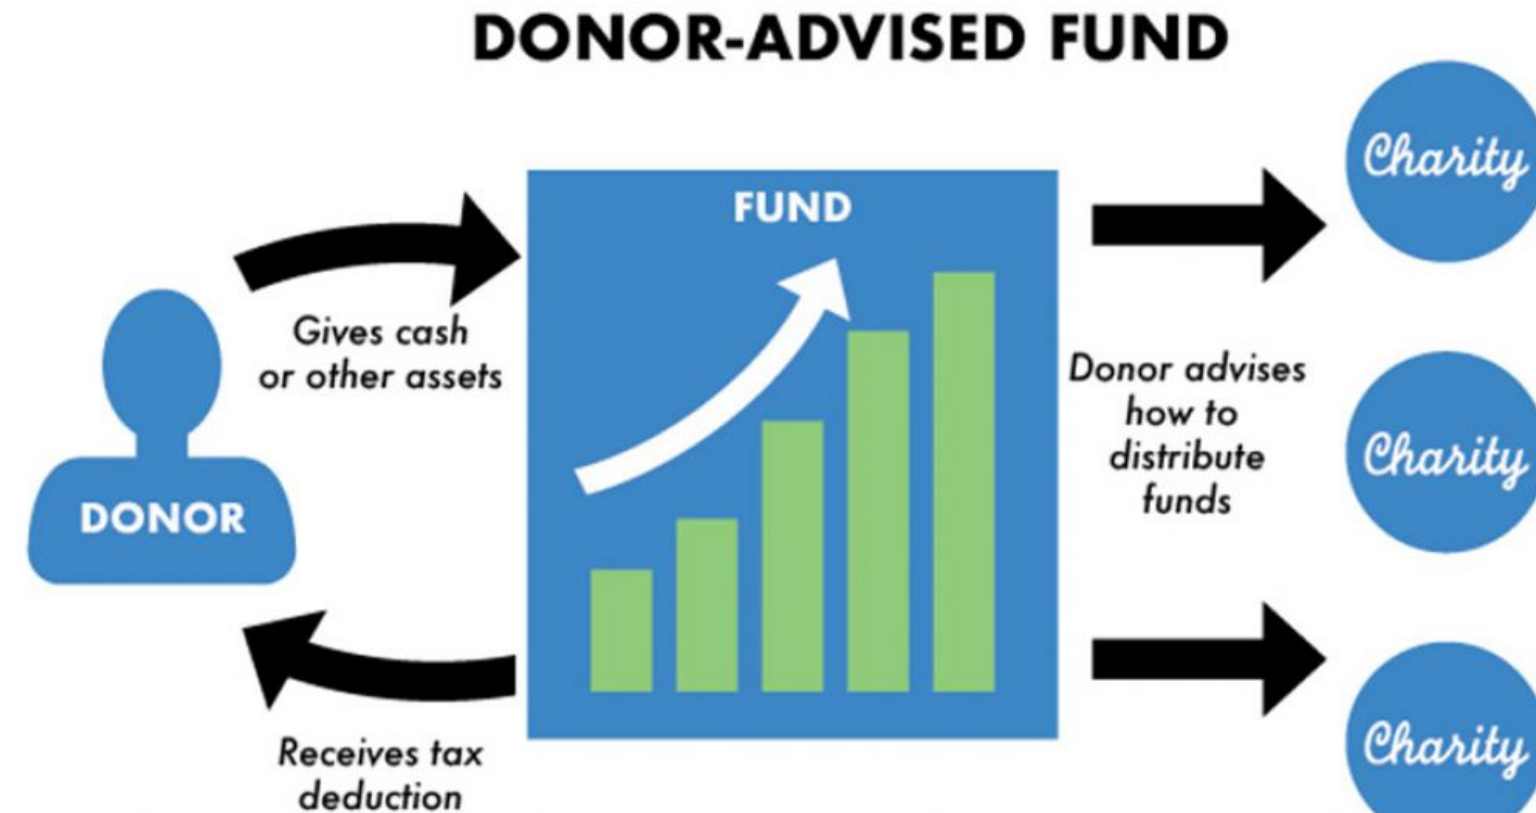 DONOR-ADVISED FUND
Gives cash
or other assets
DONOR
Receives tax
deduction
FUND
Donor advises
how to
distribute
funds
Charity
Charity
Charity